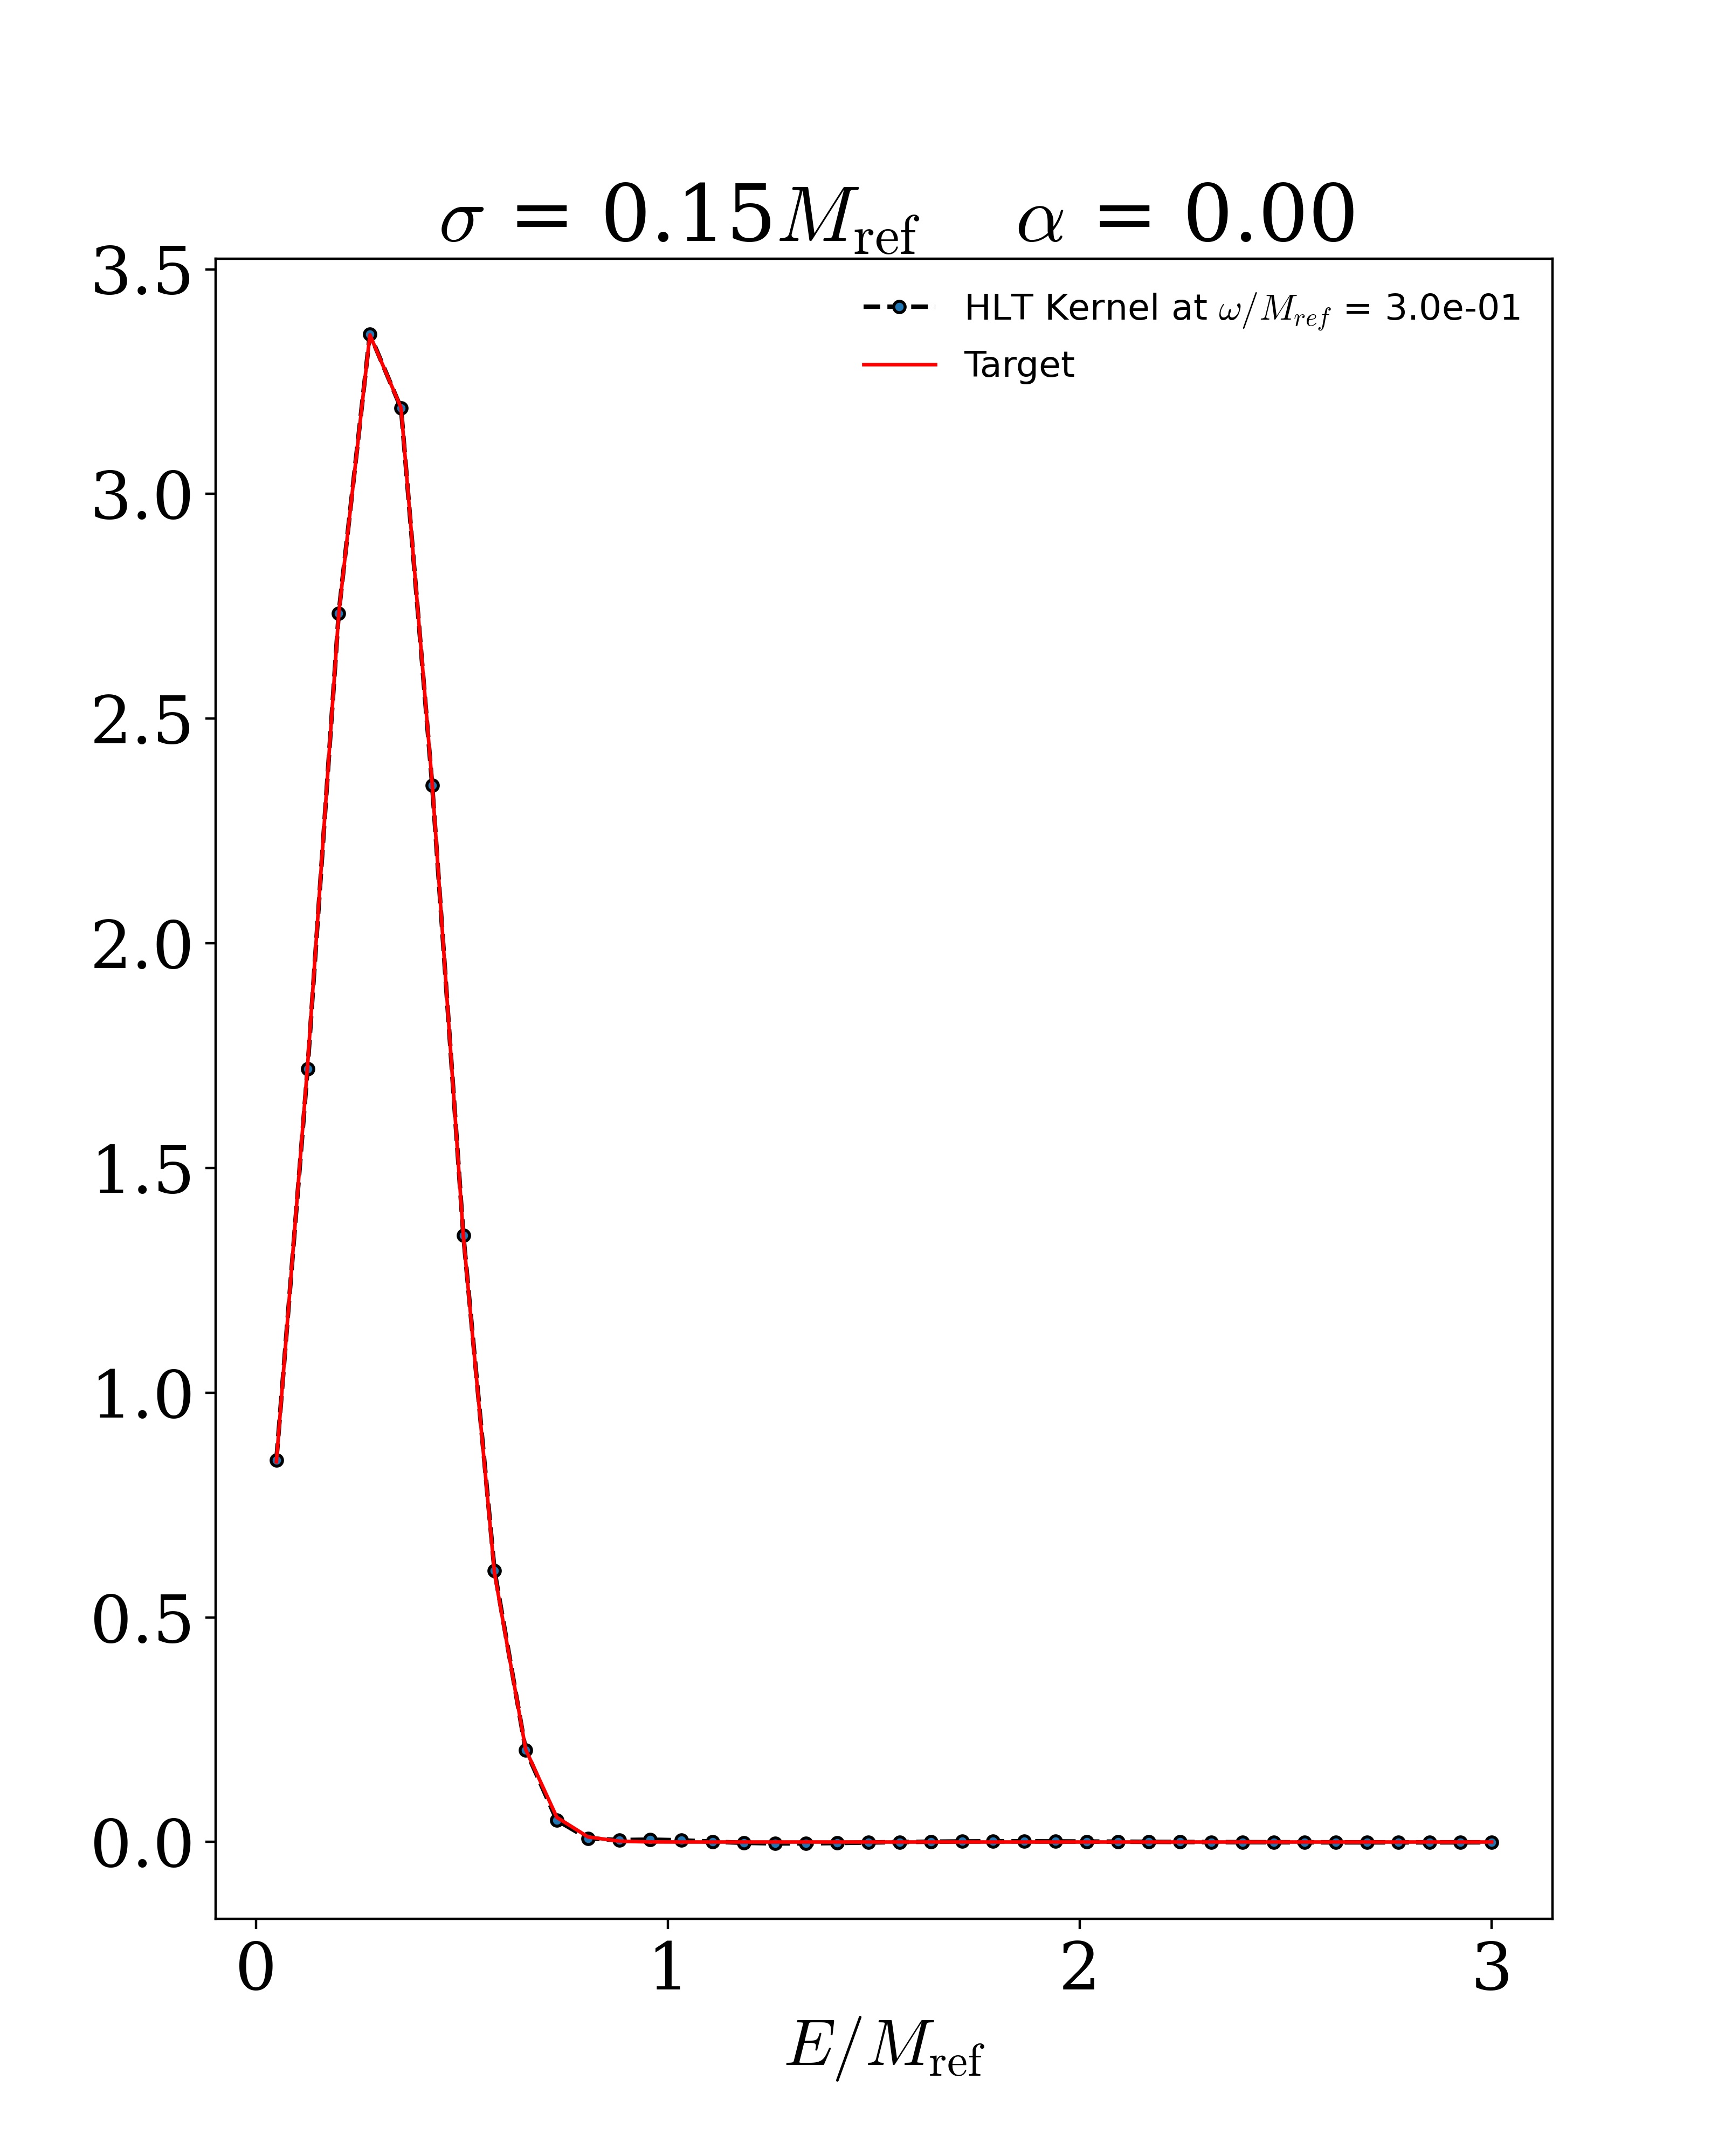 σ = 0.15M_ref α = 0.00
HLT Kernel at ω/M_ref = 3.0e-01
Target
3.5
3.0
2.5
2.0
1.5
1.0
0.5
0.0
0 1 2 3
E/M_ref